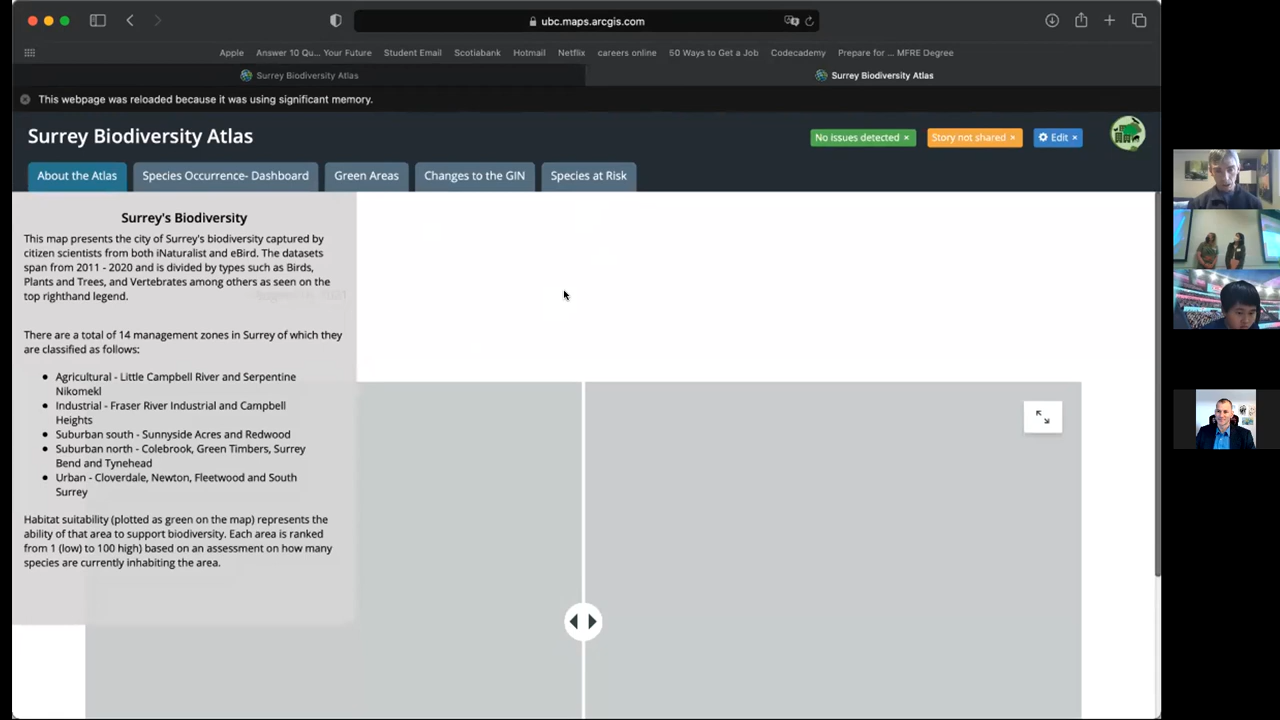 ubc.maps.arcgis.com
Apple
Answer 10 Qu... Your Future
Student Email
Scotiabank
Hotmail
Netflix
careers online
50 Ways to Get a Job
Codecademy
Prepare for ... MFRE Degree
Surrey Biodiversity Atlas
Surrey Biodiversity Atlas
This webpage was reloaded because it was using significant memory.
Surrey Biodiversity Atlas
No issues detected ×
Story not shared ×
Edit ×
About the Atlas
Species Occurrence- Dashboard
Green Areas
Changes to the GIN
Species at Risk
Surrey's Biodiversity
This map presents the city of Surrey's biodiversity captured by
citizen scientists from both iNaturalist and eBird. The datasets
span from 2011 - 2020 and is divided by types such as Birds,
Plants and Trees, and Vertebrates among others as seen on the
top righthand legend.
There are a total of 14 management zones in Surrey of which they
are classified as follows:
• Agricultural - Little Campbell River and Serpentine
Nikomekl
• Industrial - Fraser River Industrial and Campbell
Heights
• Suburban south - Sunnyside Acres and Redwood
• Suburban north - Colebrook, Green Timbers, Surrey
Bend and Tynehead
• Urban - Cloverdale, Newton, Fleetwood and South
Surrey
Habitat suitability (plotted as green on the map) represents the
ability of that area to support biodiversity. Each area is ranked
from 1 (low) to 100 high) based on an assessment on how many
species are currently inhabiting the area.